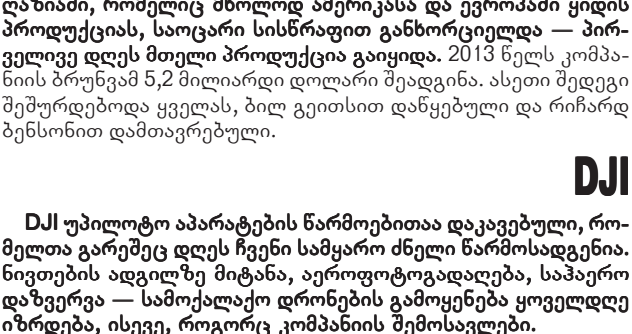 ღაზიაში, რომელიც მხოლოდ ამერიკასა და ევროპაში ყიდის
პროდუქციას, საოცარი სისწრაფით განხორციელდა — პირ-
ველივე დღეს მთელი პროდუქცია გაიყიდა. 2013 წელს კომპა-
ნიის ბრუნვამ 5,2 მილიარდი დოლარი შეადგინა. ასეთი შედეგი
შეშურდებოდა ყველას, ბილ გეითსით დაწყებული და რიჩარდ
ბენსონით დამთავრებული.
DJI
DJI უპილოტო აპარატების წარმოებითაა დაკავებული, რო-
მელთა გარეშეც დღეს ჩვენი სამყარო ძნელი წარმოსადგენია.
ნივთების ადგილზე მიტანა, აეროფოტოგადაღება, საჰაერო
დაზვერვა — სამოქალაქო დრონების გამოყენება ყოველდღე
იზრდება, ისევე, როგორც კომპანიის შემოსავლები.